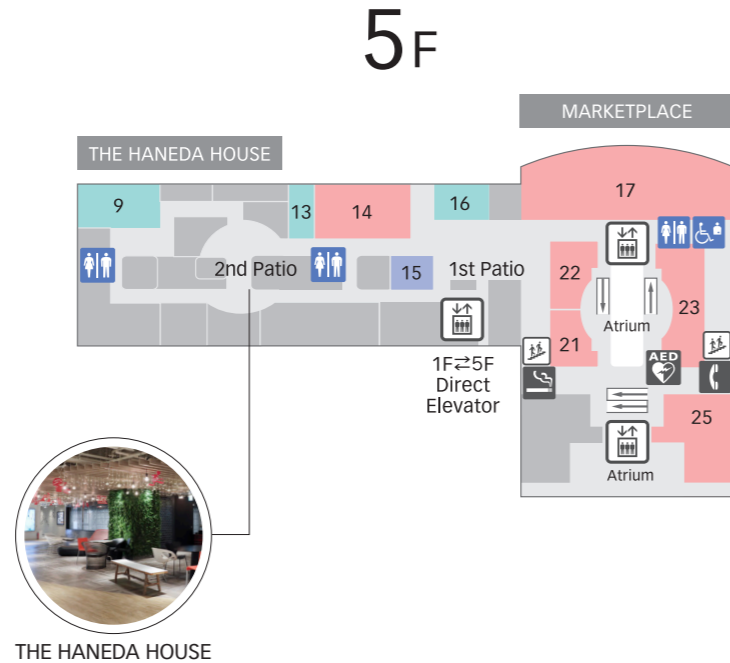 5F
MARKETPLACE
THE HANEDA HOUSE
17
9
13
14
16
2nd Patio
15
1st Patio
22
23
Atrium
21
AED
1F⇄5F
Direct
Elevator
25
Atrium
THE HANEDA HOUSE